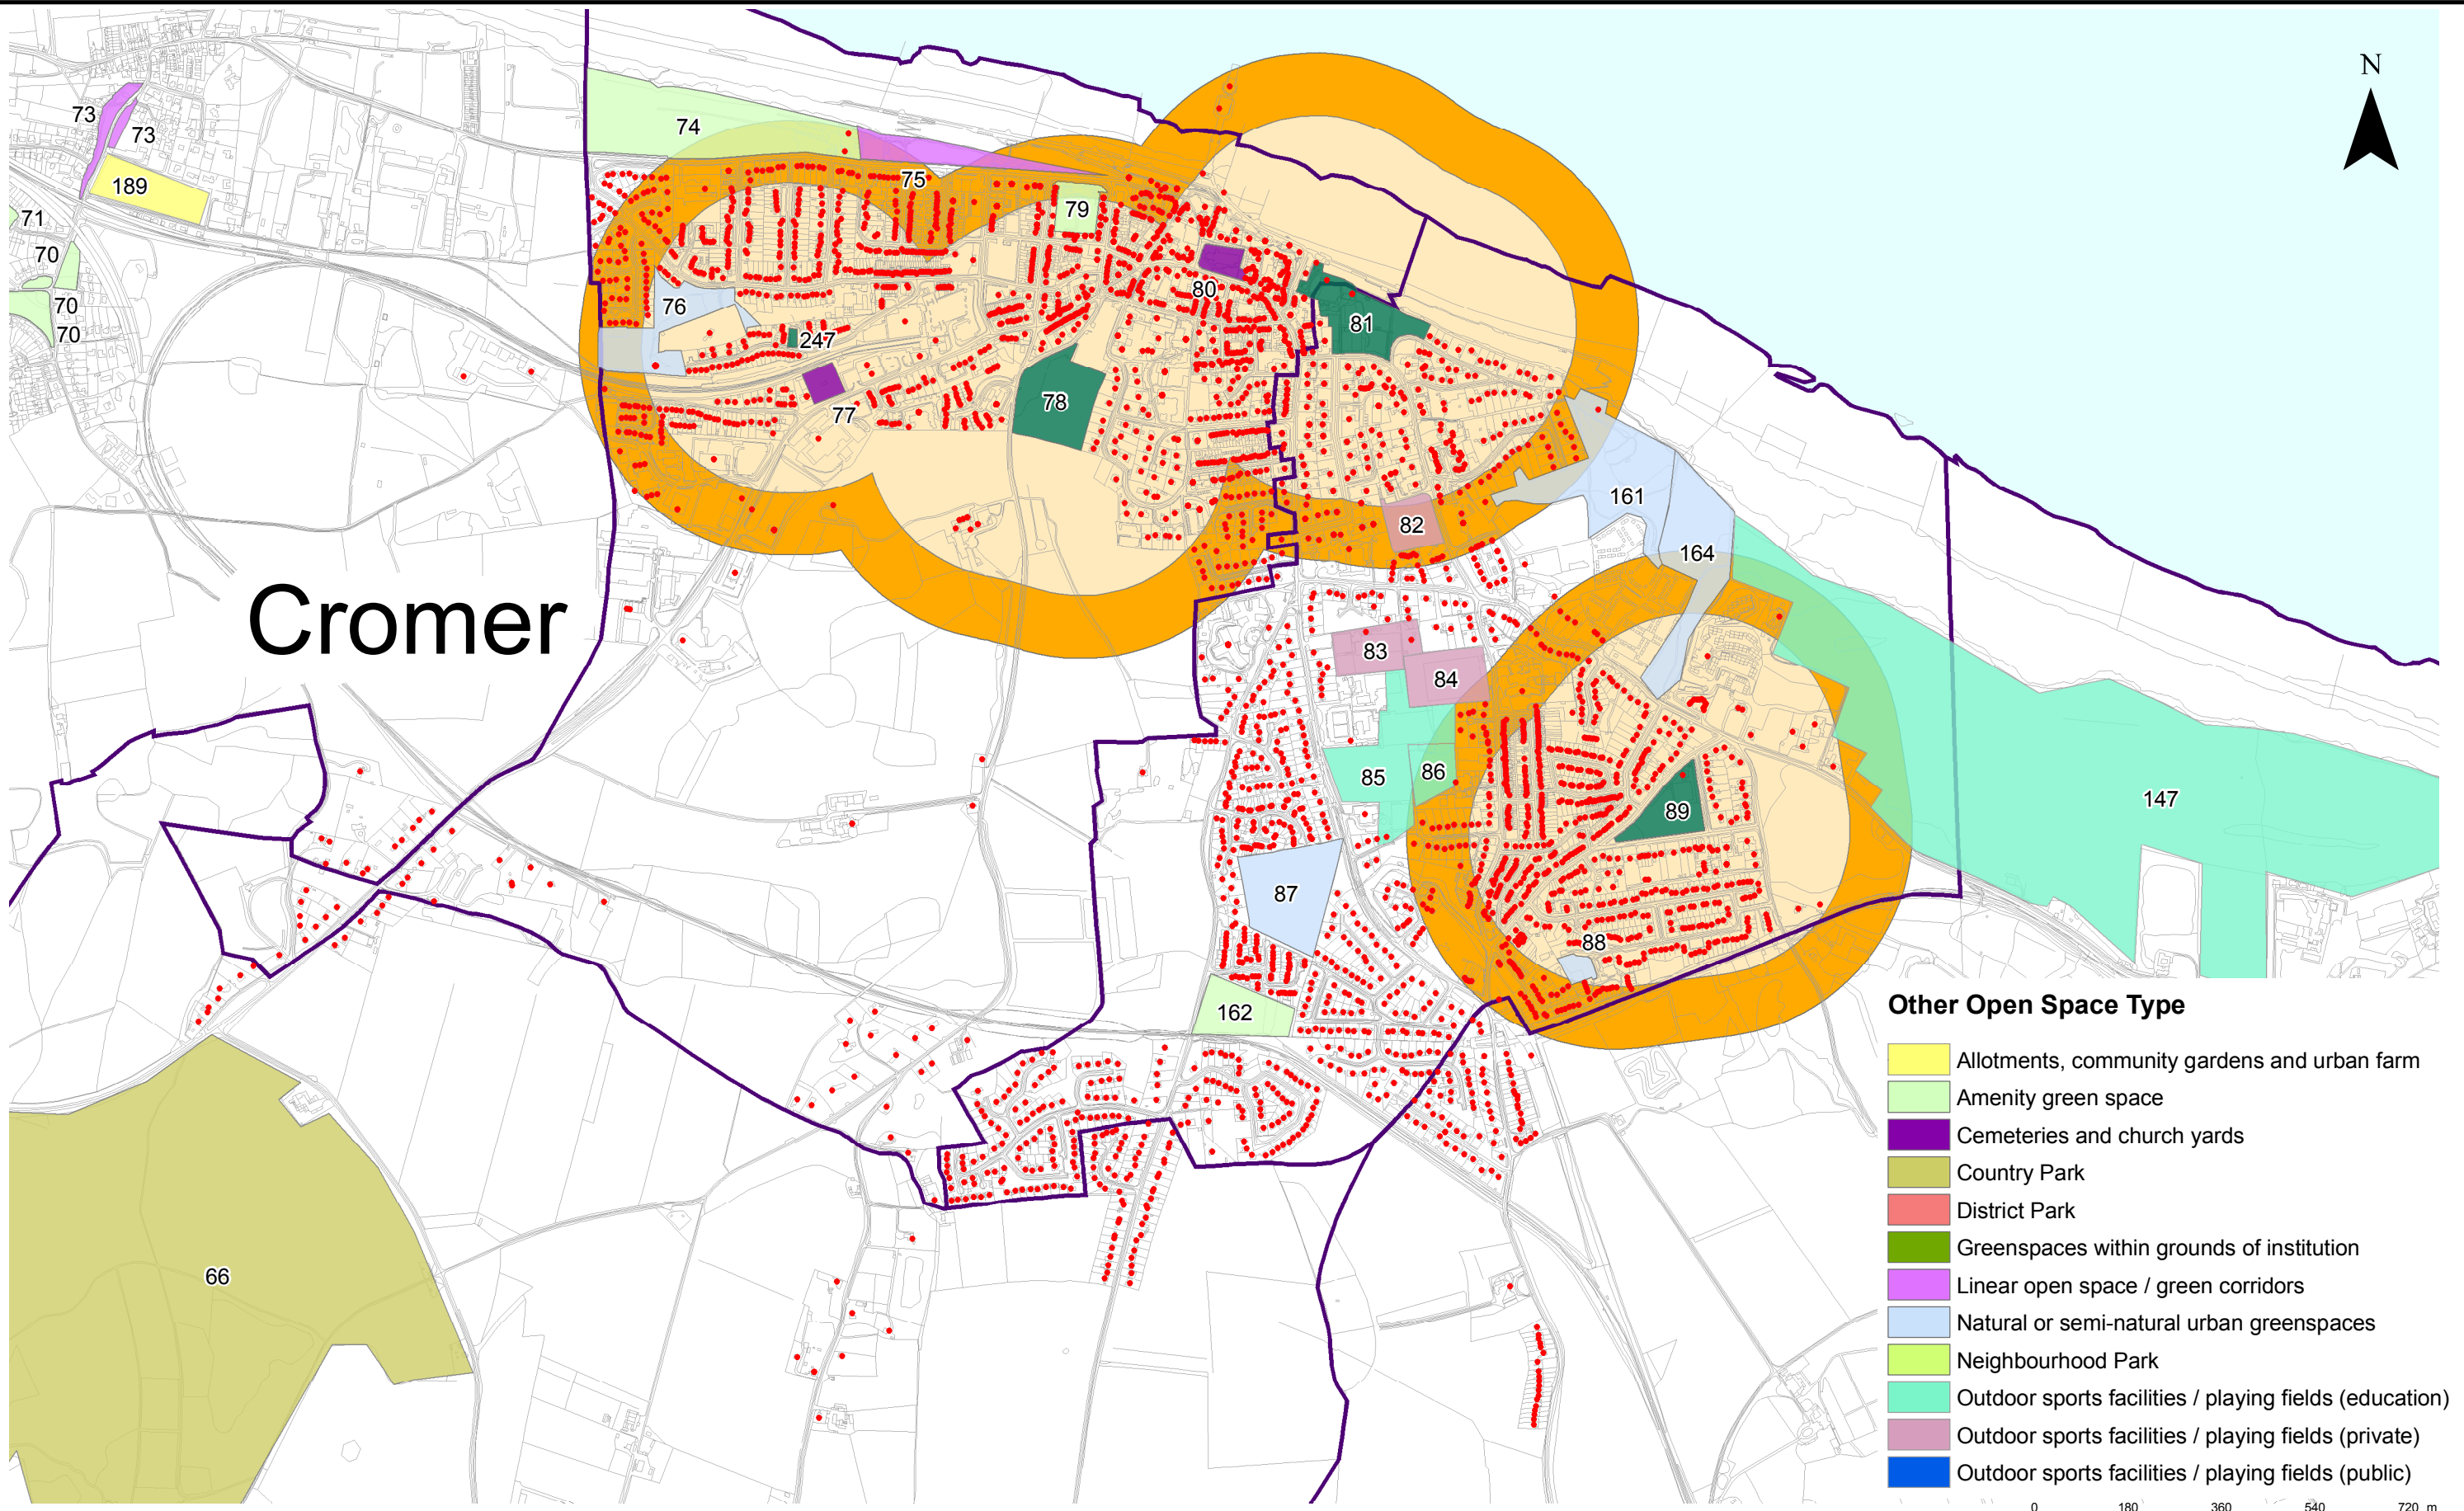 N
74
73
73
189
75
79
71
70
76
80
70
247
81
70
78
77
161
82
164
Cromer
83
84
85
86
147
89
87
88
162
66
Other Open Space Type
Allotments, community gardens and urban farm
Amenity green space
Cemeteries and church yards
Country Park
District Park
Greenspaces within grounds of institution
Linear open space / green corridors
Natural or semi-natural urban greenspaces
Neighbourhood Park
Outdoor sports facilities / playing fields (education)
Outdoor sports facilities / playing fields (private)
Outdoor sports facilities / playing fields (public)
0 180 360 540 720 m